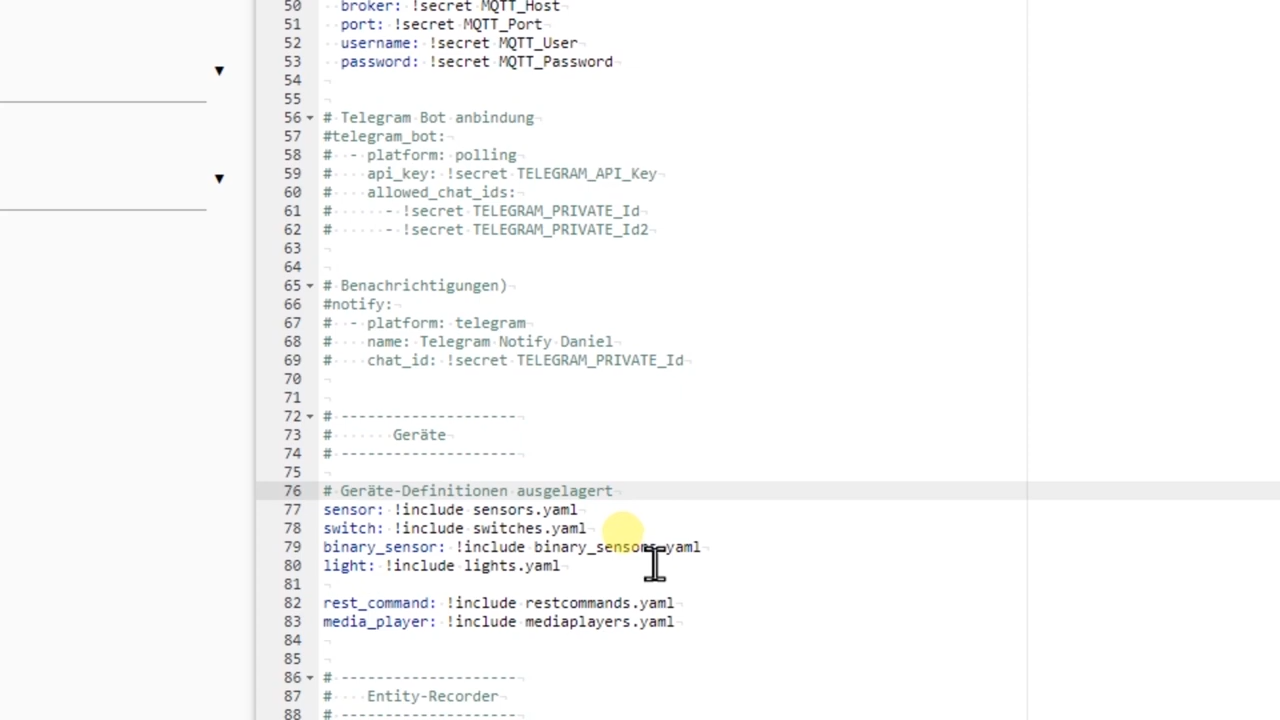 50 broker: !secret MQTT_Host
51 port: !secret MQTT_Port
52 username: !secret MQTT_User
53 password: !secret MQTT_Password
54
55
56 # Telegram Bot anbindung
57 #telegram_bot:
58 # - platform: polling
59 # api_key: !secret TELEGRAM_API_Key
60 # allowed_chat_ids:
61 # - !secret TELEGRAM_PRIVATE_Id
62 # - !secret TELEGRAM_PRIVATE_Id2
63
64
65 # Benachrichtigungen)
66 #notify:
67 # - platform: telegram
68 # name: Telegram Notify Daniel
69 # chat_id: !secret TELEGRAM_PRIVATE_Id
70
71
72 # --------------------
73 # Geräte
74 # --------------------
75
76 # Geräte-Definitionen ausgelagert
77 sensor: !include sensors.yaml
78 switch: !include switches.yaml
79 binary_sensor: !include binary_sensors.yaml
80 light: !include lights.yaml
81
82 rest_command: !include restcommands.yaml
83 media_player: !include mediaplayers.yaml
84
85
86 # --------------------
87 # Entity-Recorder
88 # --------------------